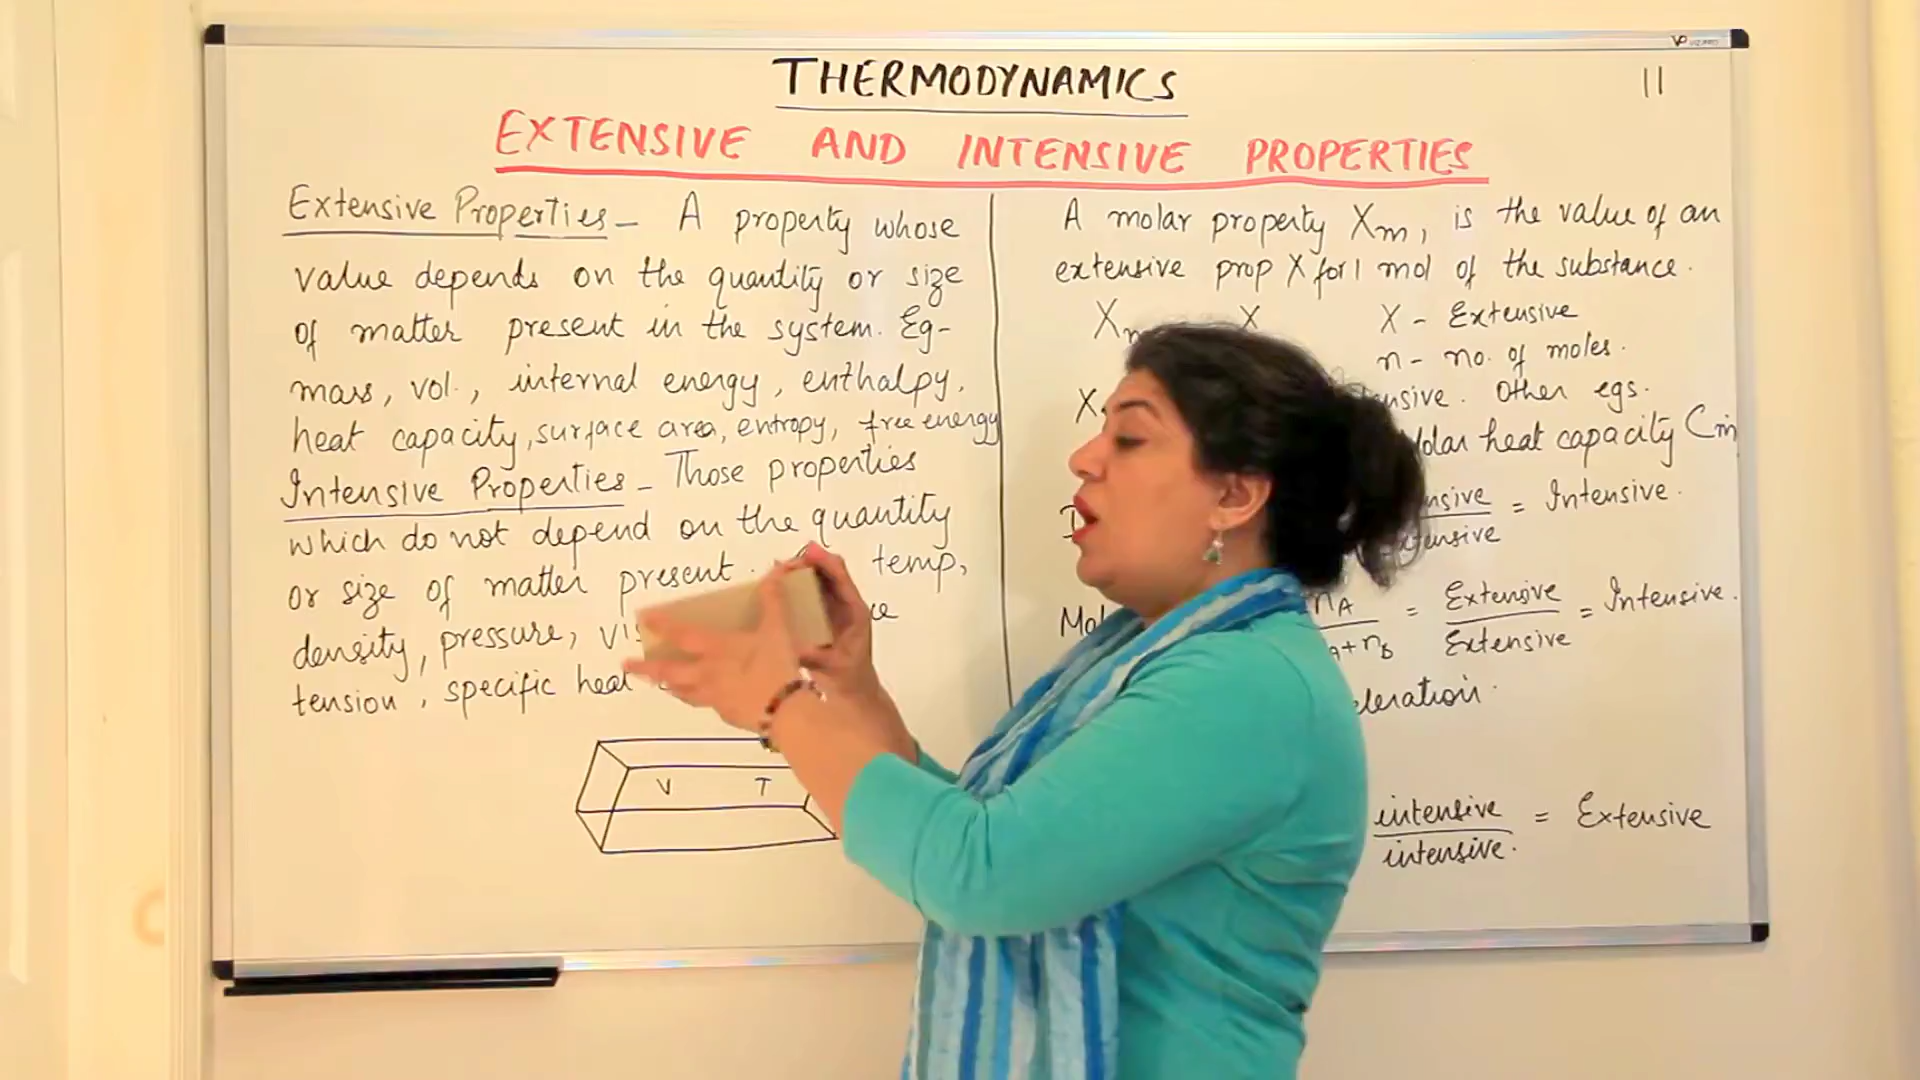 THERMODYNAMICS
11
EXTENSIVE AND INTENSIVE PROPERTIES
Extensive Properties - A property whose
value depends on the quantity or size
of matter present in the system. Eg-
mass, vol., internal energy, enthalpy,
heat capacity, surface area, entropy, free energy
Intensive Properties - Those properties
which do not depend on the quantity
or size of matter present. temp,
density, pressure,
tension, specific heat
V T
A molar property Xm, is the value of an
extensive prop X for 1 mol of the substance.
X X - Extensive
n - no. of moles.
X Other egs.
heat capacity Cm
= Intensive.
nA = Extensive = Intensive.
+nB Extensive
intensive = Extensive
intensive.